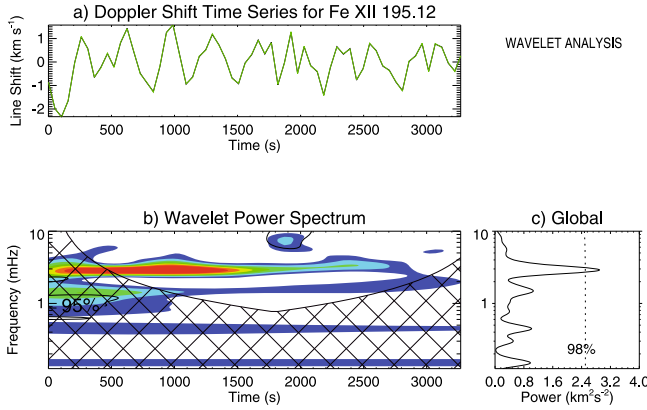 a) Doppler Shift Time Series for Fe XII 195.12
WAVELET ANALYSIS
Line Shift (km s⁻¹)
1
0
-1
-2
0 500 1000 1500 2000 2500 3000
Time (s)
b) Wavelet Power Spectrum
c) Global
Frequency (mHz)
10
1
95%
0 500 1000 1500 2000 2500 3000
Time (s)
10
1
98%
0.0 0.8 1.6 2.4 3.2 4.0
Power (km²s⁻²)